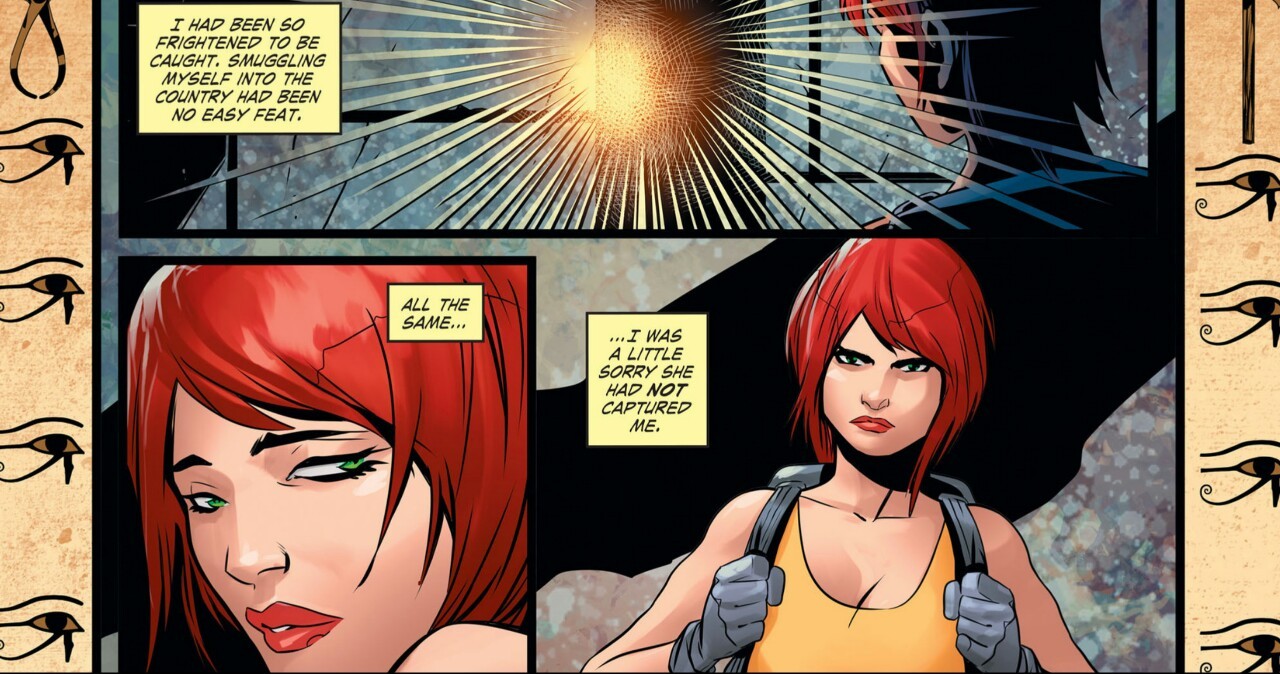 I HAD BEEN SO
FRIGHTENED TO BE
CAUGHT. SMUGGLING
MYSELF INTO THE
COUNTRY HAD BEEN
NO EASY FEAT.
ALL THE
SAME...
...I WAS
A LITTLE
SORRY SHE
HAD NOT
CAPTURED
ME.